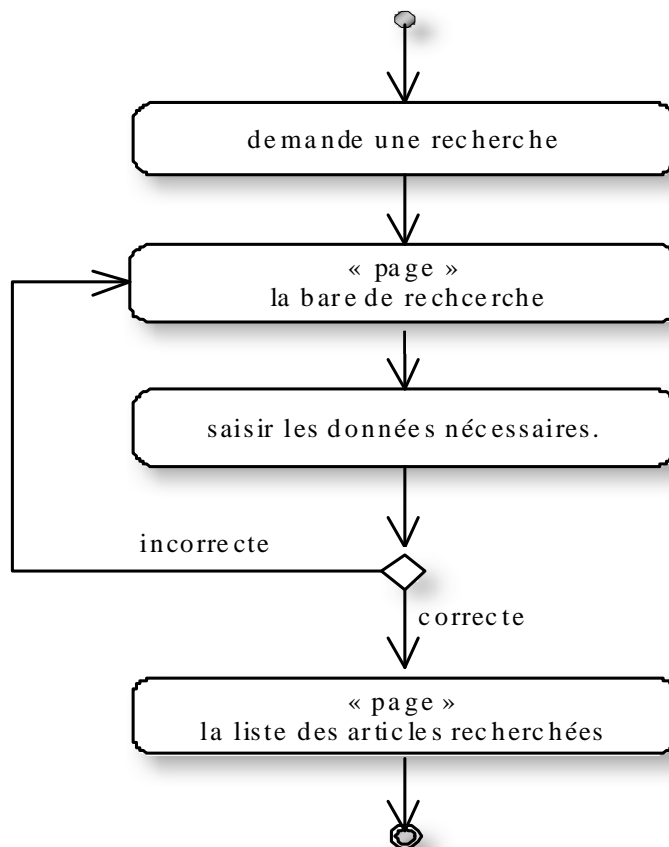 demande une recherche
« page »
la bare de rechcerche
saisir les données nécessaires.
incorrecte
correcte
« page »
la liste des articles recherchées